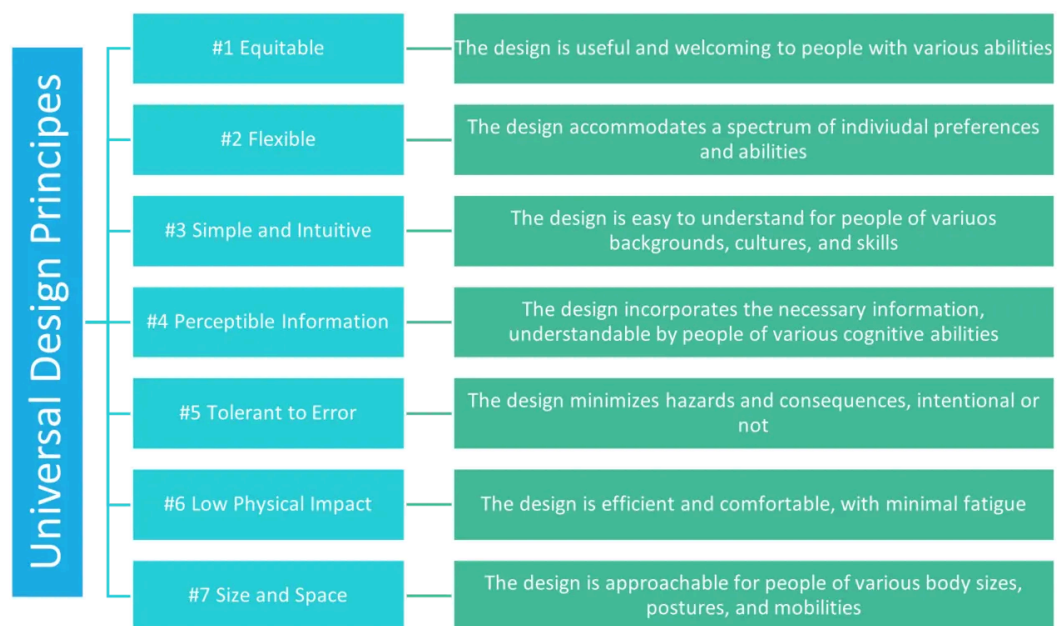 Universal Design Principes
#1 Equitable
The design is useful and welcoming to people with various abilities
#2 Flexible
The design accommodates a spectrum of indiviudal preferences
and abilities
#3 Simple and Intuitive
The design is easy to understand for people of variuos
backgrounds, cultures, and skills
#4 Perceptible Information
The design incorporates the necessary information,
understandable by people of various cognitive abilities
#5 Tolerant to Error
The design minimizes hazards and consequences, intentional or
not
#6 Low Physical Impact
The design is efficient and comfortable, with minimal fatigue
#7 Size and Space
The design is approachable for people of various body sizes,
postures, and mobilities